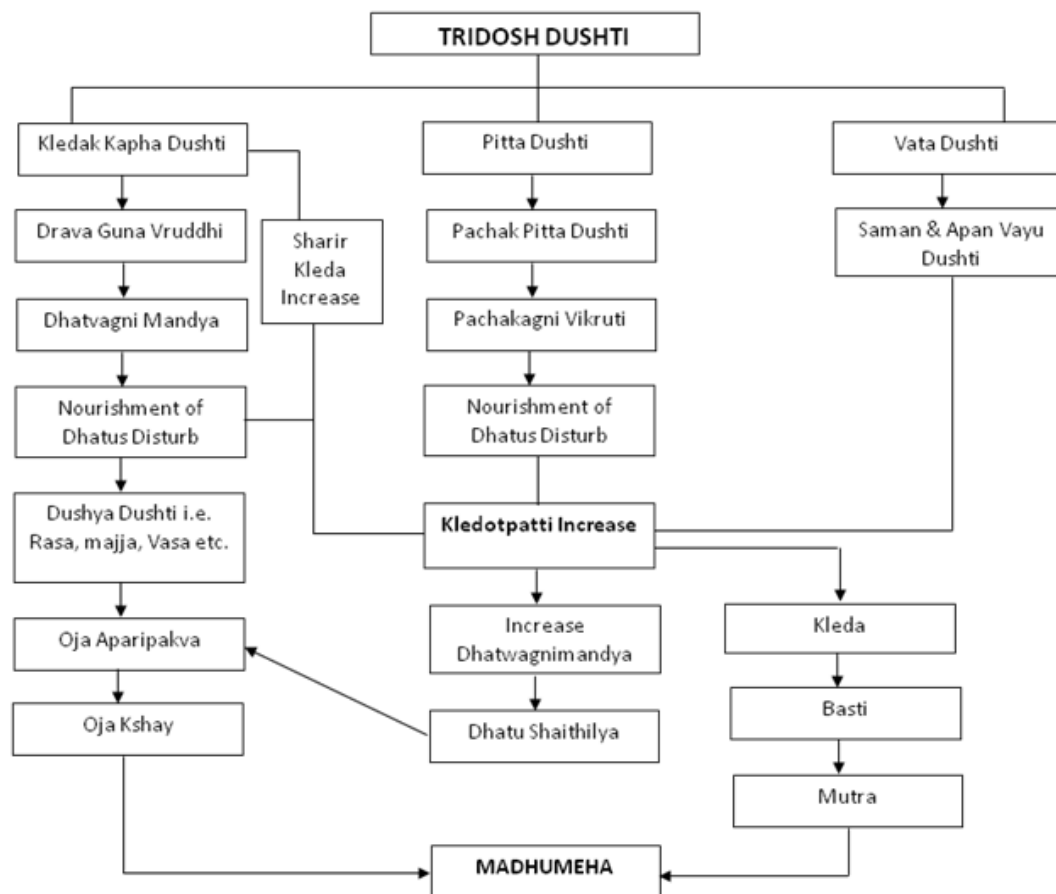 TRIDOSH DUSHTI
Kledak Kapha Dushti
Pitta Dushti
Vata Dushti
Drava Guna Vruddhi
Sharir
Kleda
Increase
Pachak Pitta Dushti
Saman & Apan Vayu
Dushti
Dhatvagni Mandya
Pachakagni Vikruti
Nourishment of
Dhatus Disturb
Nourishment of
Dhatus Disturb
Dushya Dushti i.e.
Rasa, majja, Vasa etc.
Kledotpatti Increase
Oja Aparipakva
Increase
Dhatwagnimandya
Kleda
Oja Kshay
Dhatu Shaithilya
Basti
Mutra
MADHUMEHA